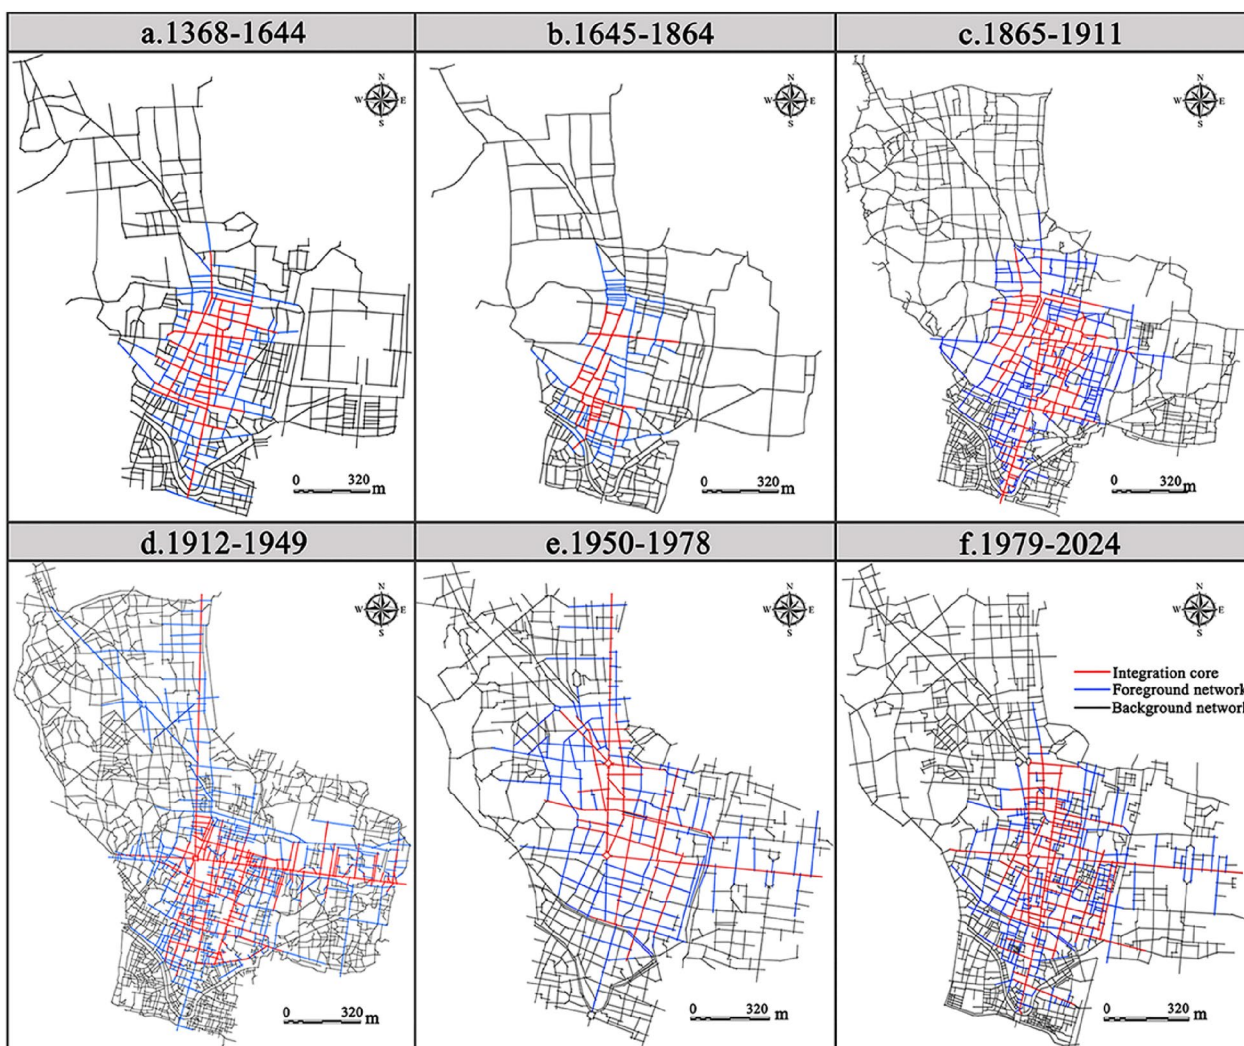 a.1368-1644
b.1645-1864
c.1865-1911
N
W E
S
0 320 m
N
W E
S
0 320 m
N
W E
S
0 320 m
d.1912-1949
e.1950-1978
f.1979-2024
N
W E
S
0 320 m
N
W E
S
0 320 m
N
W E
S
Integration core
Foreground network
Background network
0 320 m